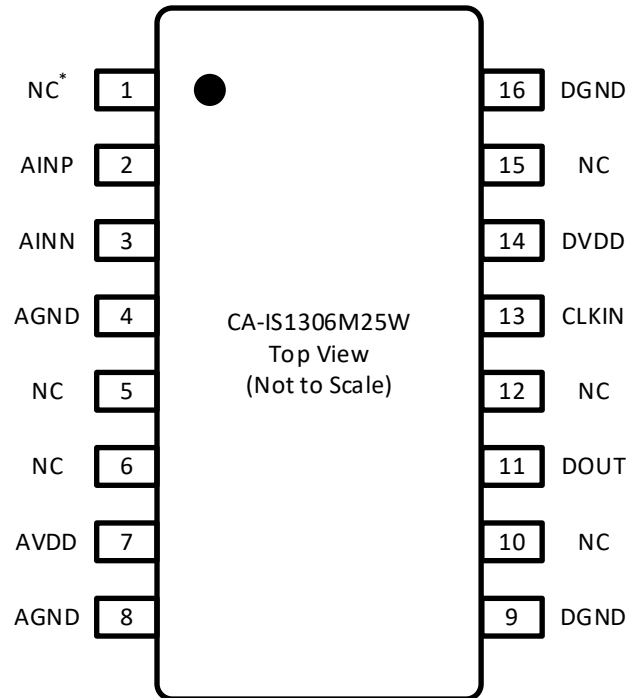 NC* 1 16 DGND
AINP 2 15 NC
AINN 3 14 DVDD
AGND 4 13 CLKIN
CA-IS1306M25W
Top View
(Not to Scale)
NC 5 12 NC
NC 6 11 DOUT
AVDD 7 10 NC
AGND 8 9 DGND